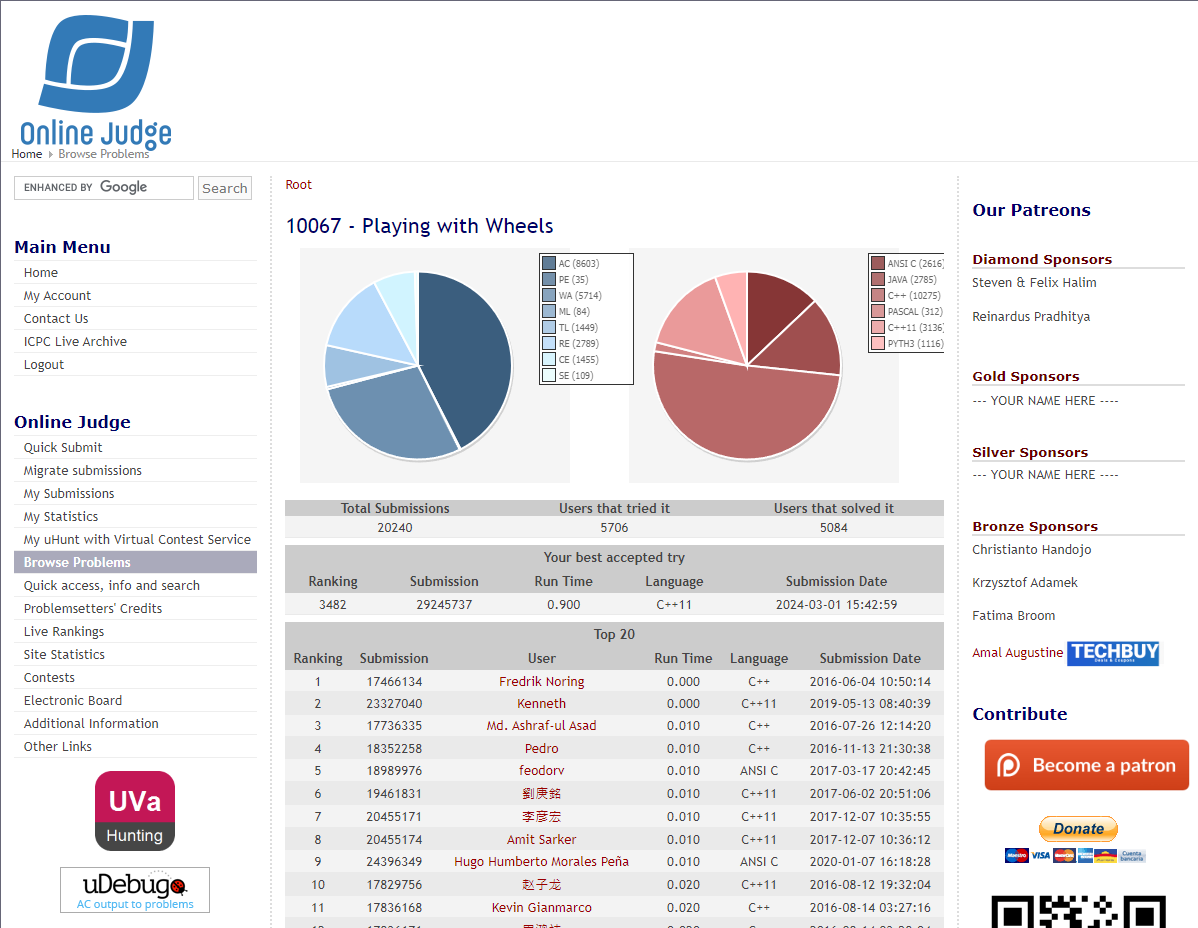 Online Judge
Home Browse Problems
ENHANCED BY Google Search
Main Menu
Home
My Account
Contact Us
ICPC Live Archive
Logout
Online Judge
Quick Submit
Migrate submissions
My Submissions
My Statistics
My uHunt with Virtual Contest Service
Browse Problems
Quick access, info and search
Problemsetters' Credits
Live Rankings
Site Statistics
Contests
Electronic Board
Additional Information
Other Links
UVa
Hunting
uDebug
AC output to problems
Root
10067 - Playing with Wheels
AC (8603)
PE (35)
WA (5714)
ML (84)
TL (1449)
RE (2789)
CE (1455)
SE (109)
ANSI C (2616)
JAVA (2785)
C++ (10275)
PASCAL (312)
C++11 (3136)
PYTH3 (1116)
Total Submissions Users that tried it Users that solved it
20240 5706 5084
Your best accepted try
Ranking Submission Run Time Language Submission Date
3482 29245737 0.900 C++11 2024-03-01 15:42:59
Top 20
Ranking Submission User Run Time Language Submission Date
1 17466134 Fredrik Noring 0.000 C++ 2016-06-04 10:50:14
2 23327040 Kenneth 0.000 C++11 2019-05-13 08:40:39
3 17736335 Md. Ashraf-ul Asad 0.010 C++ 2016-07-26 12:14:20
4 18352258 Pedro 0.010 C++ 2016-11-13 21:30:38
5 18989976 feodorv 0.010 ANSI C 2017-03-17 20:42:45
6 19461831 劉庚銘 0.010 C++11 2017-06-02 20:51:06
7 20455171 李彦宏 0.010 C++11 2017-12-07 10:35:55
8 20455174 Amit Sarker 0.010 C++11 2017-12-07 10:36:12
9 24396349 Hugo Humberto Morales Peña 0.010 ANSI C 2020-01-07 16:18:28
10 17829756 赵子龙 0.020 C++11 2016-08-12 19:32:04
11 17836168 Kevin Gianmarco 0.020 C++ 2016-08-14 03:27:16
Our Patreons
Diamond Sponsors
Steven & Felix Halim
Reinardus Pradhitya
Gold Sponsors
--- YOUR NAME HERE ----
Silver Sponsors
--- YOUR NAME HERE ----
Bronze Sponsors
Christianto Handojo
Krzysztof Adamek
Fatima Broom
Amal Augustine TECHBUY
Deals & Coupons
Contribute
Become a patron
Donate
Maestro VISA MasterCard Cuenta bancaria